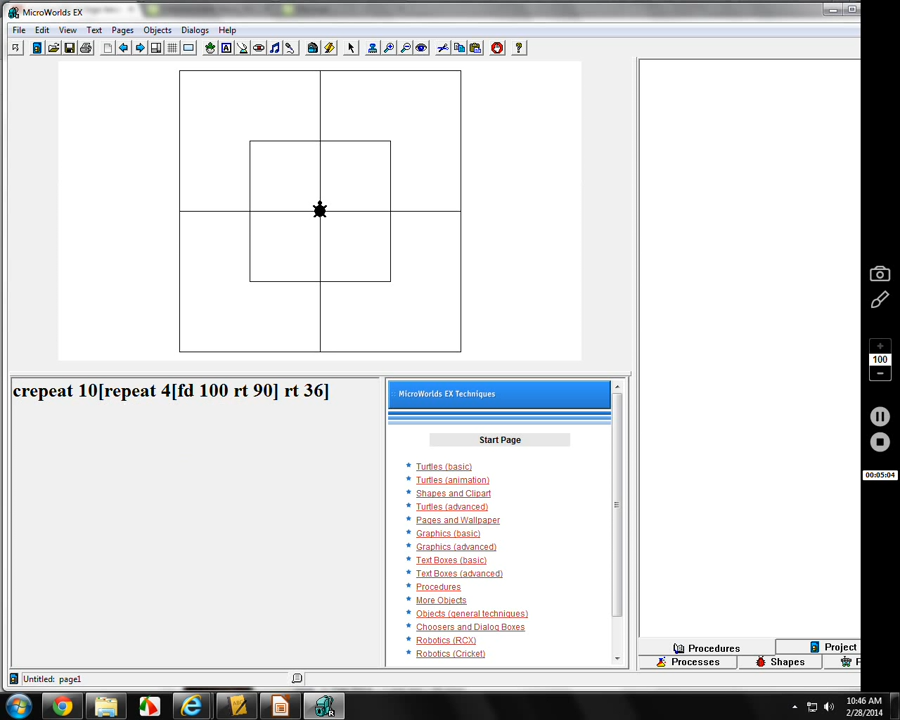 MicroWorlds EX
File Edit View Text Pages Objects Dialogs Help
crepeat 10[repeat 4[fd 100 rt 90] rt 36]
MicroWorlds EX Techniques
Start Page
Turtles (basic)
Turtles (animation)
Shapes and Clipart
Turtles (advanced)
Pages and Wallpaper
Graphics (basic)
Graphics (advanced)
Text Boxes (basic)
Text Boxes (advanced)
Procedures
More Objects
Objects (general techniques)
Choosers and Dialog Boxes
Robotics (RCX)
Robotics (Cricket)
100
00:05:04
Procedures Project
Processes Shapes
Untitled: page1
10:46 AM
2/28/2014